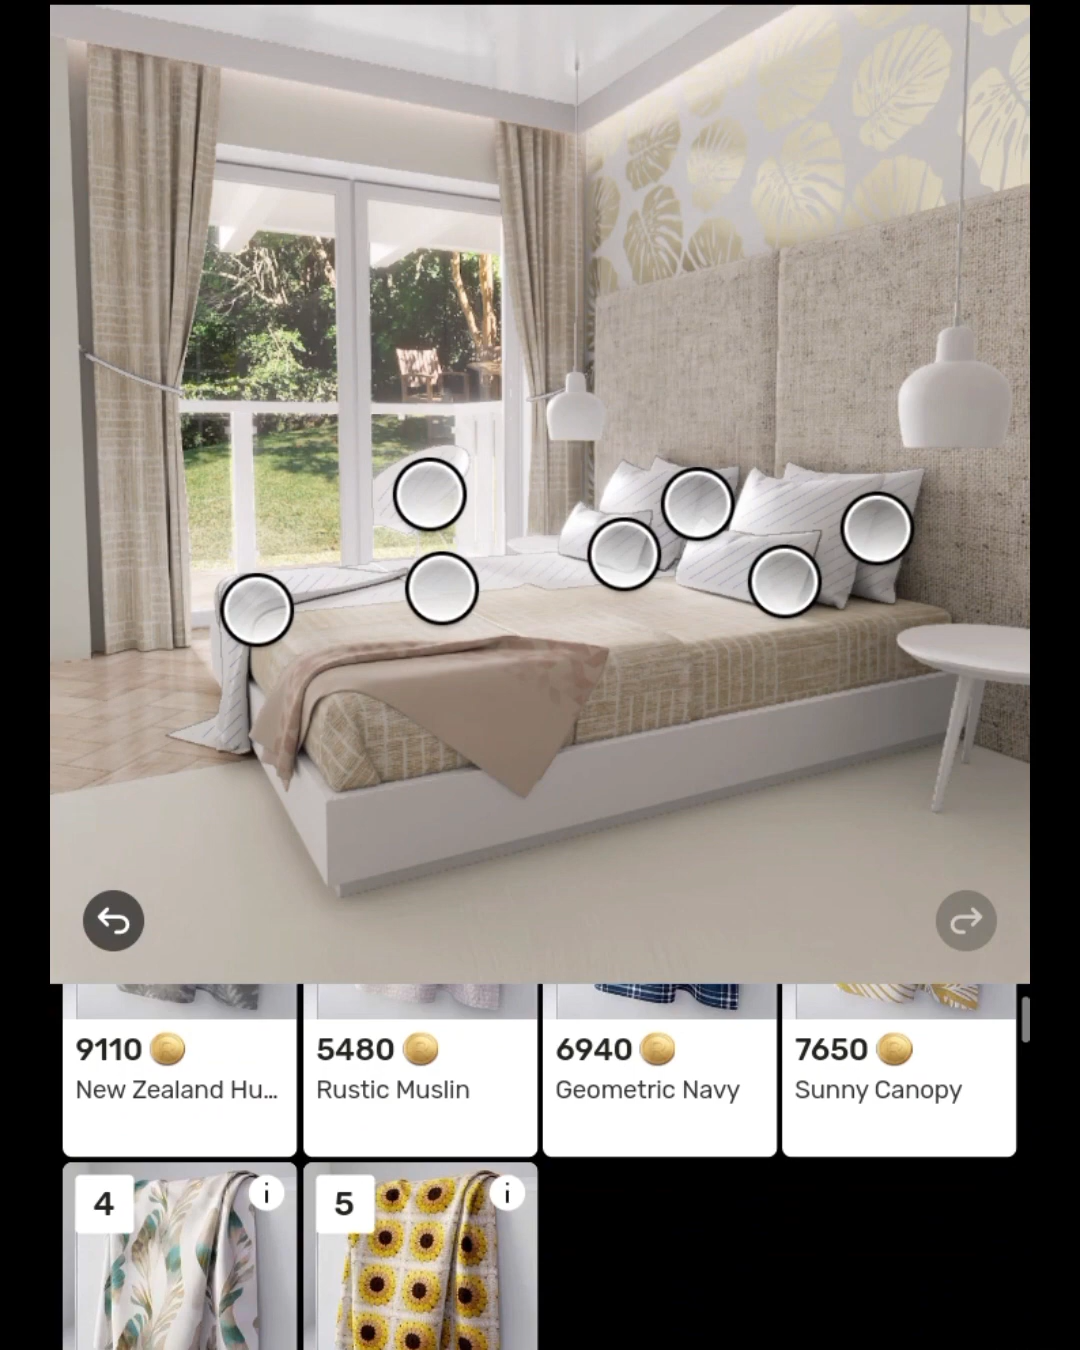 9110
New Zealand Hu...
5480
Rustic Muslin
6940
Geometric Navy
7650
Sunny Canopy
4
i
5
i